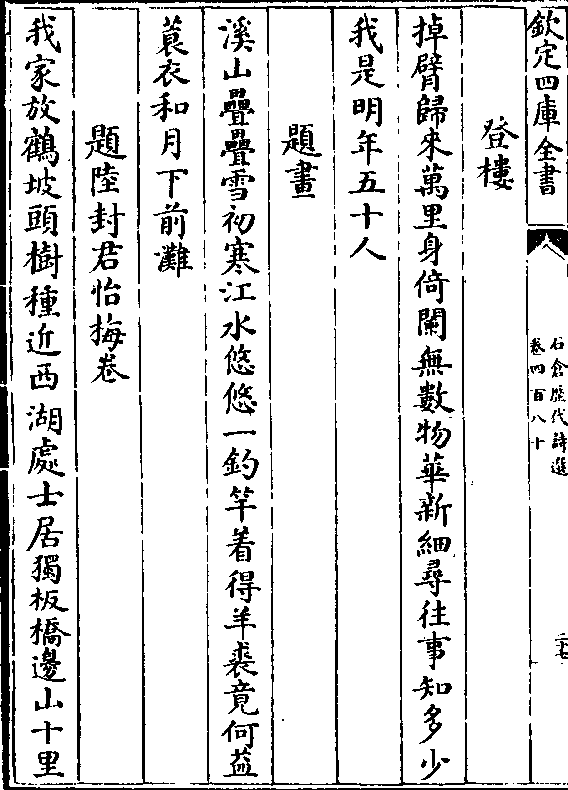 欽定四庫全書
石倉歴代詩選
卷四百八十
二七
登樓
掉臂歸來萬里身倚闌無數物華新細尋往事知多少
我是明年五十人
題畫
溪山疊疊雪初寒江水悠悠一釣竿着得羊裘竟何益
蓑衣和月下前灘
題陸封君怡梅卷
我家放鶴坡頭樹種近西湖處士居獨板橋邊山十里